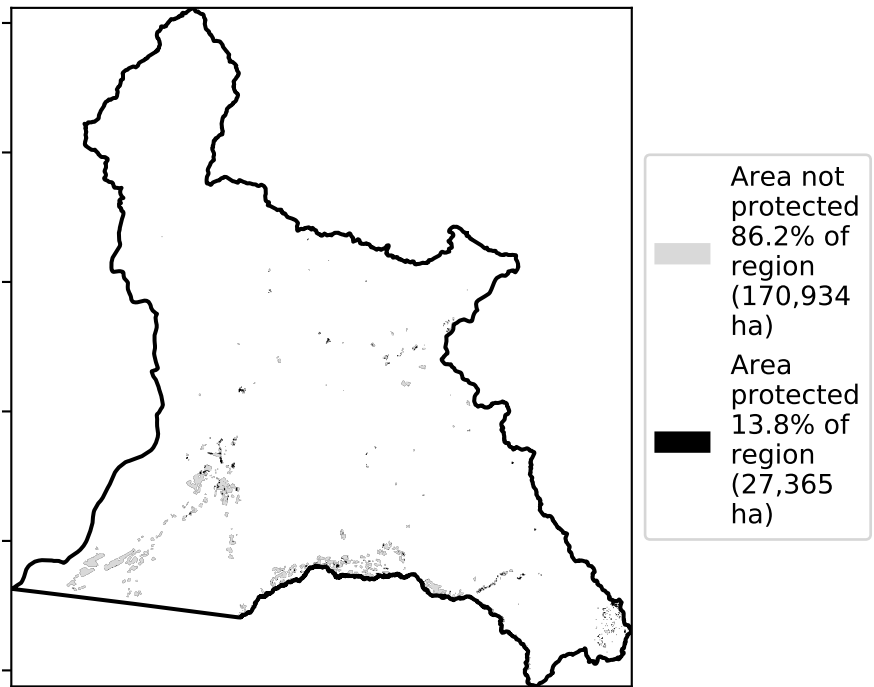 Area not
protected
86.2% of
region
(170,934
ha)
Area
protected
13.8% of
region
(27,365
ha)